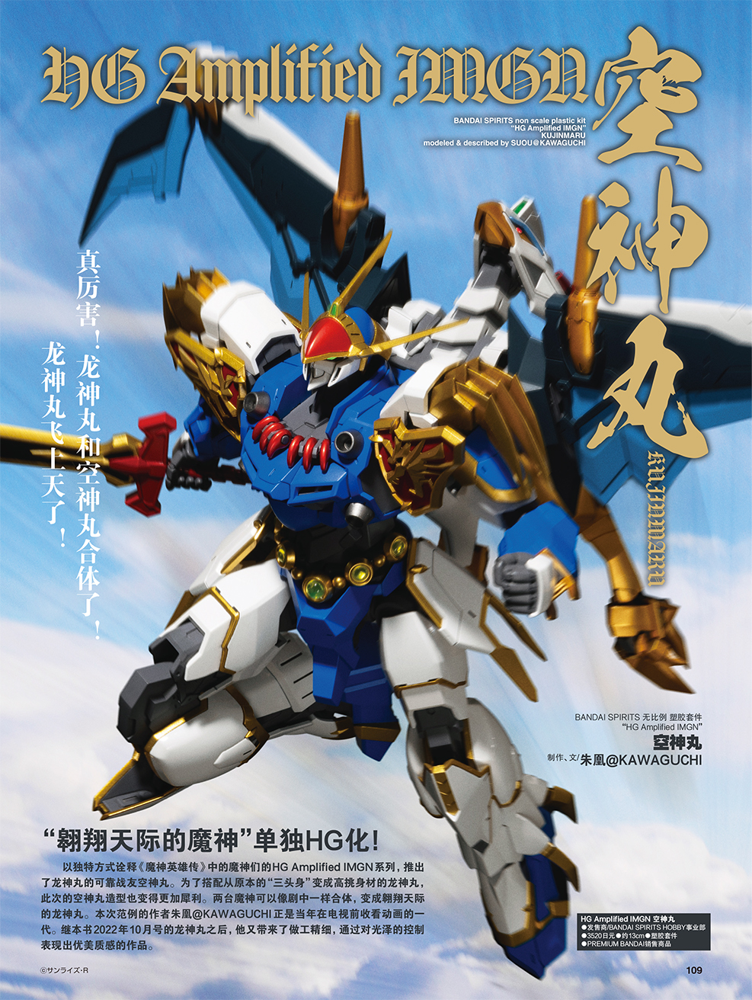 HG Amplified IMGN
空神丸
KUJINMARU
BANDAI SPIRITS non scale plastic kit
“HG Amplified IMGN”
KUJINMARU
modeled & described by SUOU@KAWAGUCHI
真厉害！龙神丸和空神丸合体了！
龙神丸飞上天了！
BANDAI SPIRITS 无比例 塑胶套件
“HG Amplified IMGN”
空神丸
制作、文/朱凰@KAWAGUCHI
“翱翔天际的魔神”单独HG化！
以独特方式诠释《魔神英雄传》中的魔神们的HG Amplified IMGN系列，推出
了龙神丸的可靠战友空神丸。为了搭配从原本的“三头身”变成高挑身材的龙神丸，
此次的空神丸造型也变得更加犀利。两台魔神可以像剧中一样合体，变成翱翔天际
的龙神丸。本次范例的作者朱凰@KAWAGUCHI正是当年在电视前收看动画的一
代。继本书2022年10月号的龙神丸之后，他又带来了做工精细，通过对光泽的控制
表现出优美质感的作品。
HG Amplified IMGN 空神丸
●发售商/BANDAI SPIRITS HOBBY事业部
●3520日元●约13cm●塑胶套件
●PREMIUM BANDAI销售商品
©サンライズ・R
109